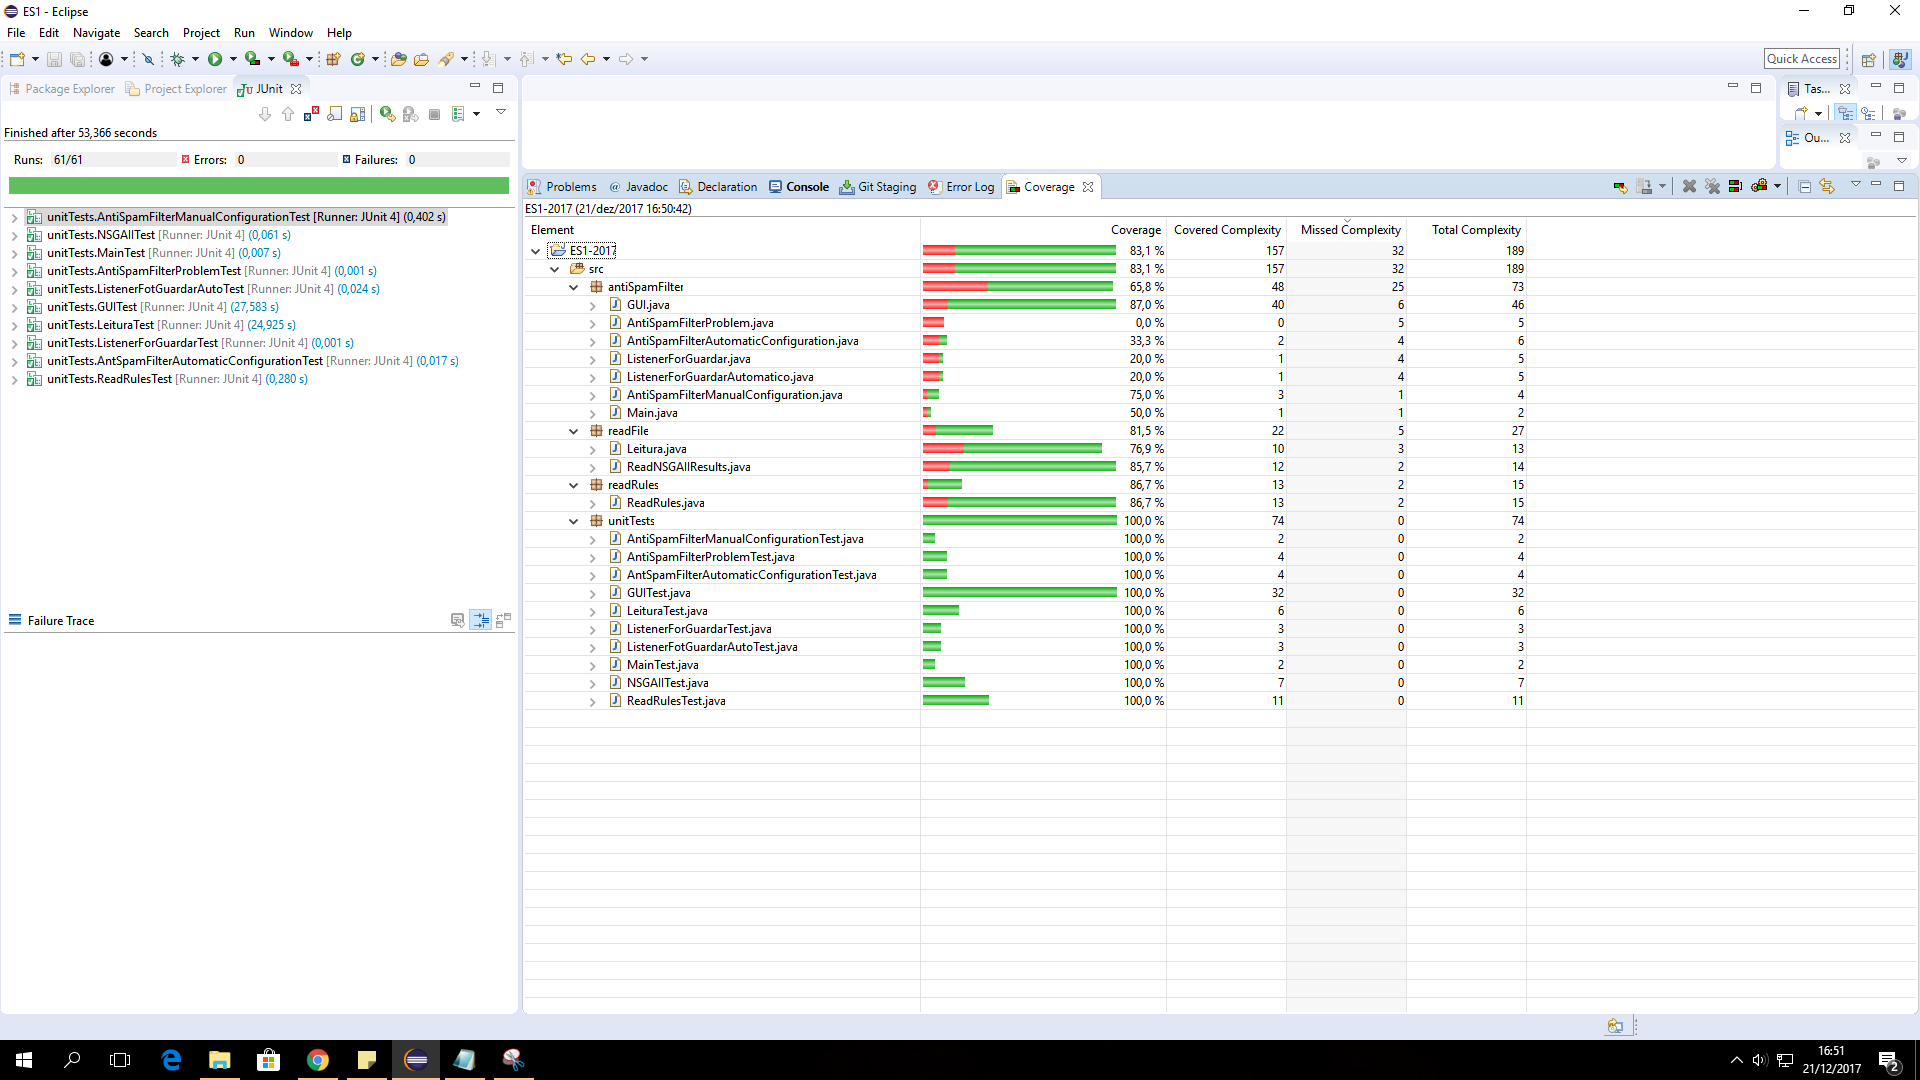 ES1 - Eclipse
File Edit Navigate Search Project Run Window Help
Quick Access
Package Explorer Project Explorer JUnit
Tas...
Finished after 53,366 seconds
Ou...
Runs: 61/61 Errors: 0 Failures: 0
Problems @ Javadoc Declaration Console Git Staging Error Log Coverage
ES1-2017 (21/dez/2017 16:50:42)
unitTests.AntiSpamFilterManualConfigurationTest [Runner: JUnit 4] (0,402 s)
unitTests.NSGAIITest [Runner: JUnit 4] (0,061 s)
unitTests.MainTest [Runner: JUnit 4] (0,007 s)
unitTests.AntiSpamFilterProblemTest [Runner: JUnit 4] (0,001 s)
unitTests.ListenerFotGuardarAutoTest [Runner: JUnit 4] (0,024 s)
unitTests.GUITest [Runner: JUnit 4] (27,583 s)
unitTests.LeituraTest [Runner: JUnit 4] (24,925 s)
unitTests.ListenerForGuardarTest [Runner: JUnit 4] (0,001 s)
unitTests.AntSpamFilterAutomaticConfigurationTest [Runner: JUnit 4] (0,017 s)
unitTests.ReadRulesTest [Runner: JUnit 4] (0,280 s)
Failure Trace
Element Coverage Covered Complexity Missed Complexity Total Complexity
ES1-2017 83,1 % 157 32 189
src 83,1 % 157 32 189
antiSpamFilter 65,8 % 48 25 73
GUI.java 87,0 % 40 6 46
AntiSpamFilterProblem.java 0,0 % 0 5 5
AntiSpamFilterAutomaticConfiguration.java 33,3 % 2 4 6
ListenerForGuardar.java 20,0 % 1 4 5
ListenerForGuardarAutomatico.java 20,0 % 1 4 5
AntiSpamFilterManualConfiguration.java 75,0 % 3 1 4
Main.java 50,0 % 1 1 2
readFile 81,5 % 22 5 27
Leitura.java 76,9 % 10 3 13
ReadNSGAIIResults.java 85,7 % 12 2 14
readRules 86,7 % 13 2 15
ReadRules.java 86,7 % 13 2 15
unitTests 100,0 % 74 0 74
AntiSpamFilterManualConfigurationTest.java 100,0 % 2 0 2
AntiSpamFilterProblemTest.java 100,0 % 4 0 4
AntSpamFilterAutomaticConfigurationTest.java 100,0 % 4 0 4
GUITest.java 100,0 % 32 0 32
LeituraTest.java 100,0 % 6 0 6
ListenerForGuardarTest.java 100,0 % 3 0 3
ListenerFotGuardarAutoTest.java 100,0 % 3 0 3
MainTest.java 100,0 % 2 0 2
NSGAIITest.java 100,0 % 7 0 7
ReadRulesTest.java 100,0 % 11 0 11
16:51
21/12/2017
2